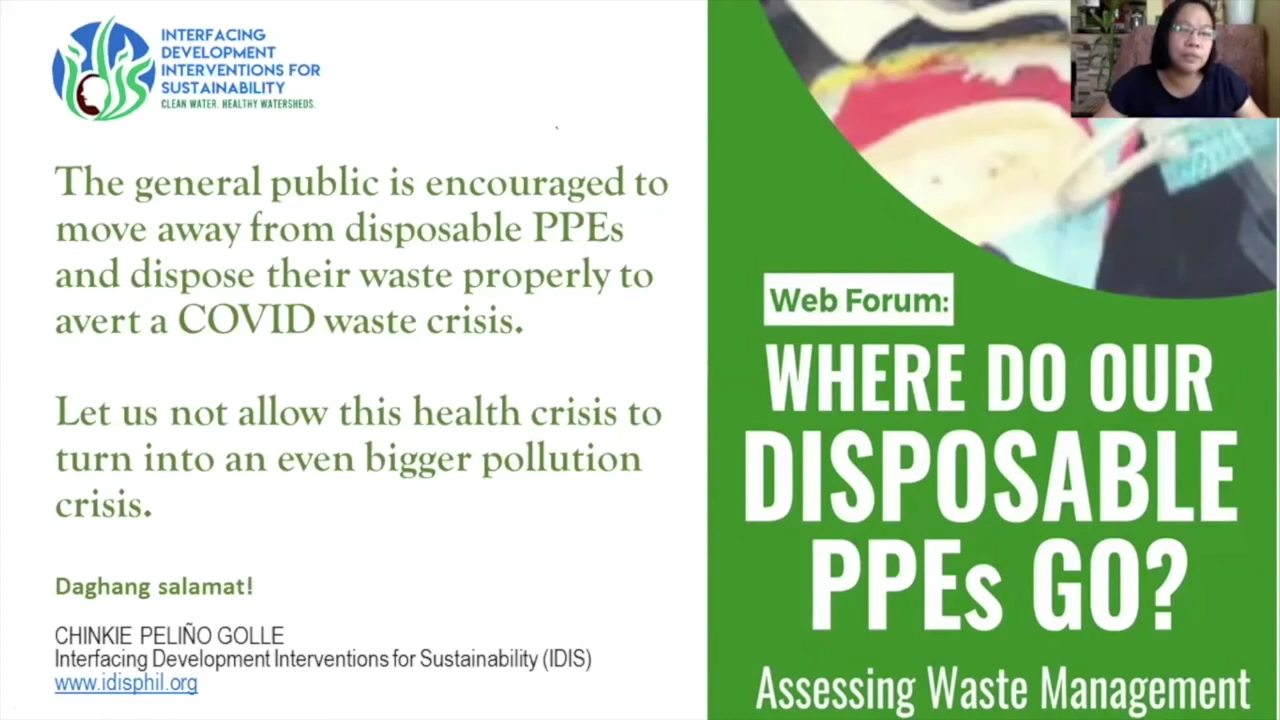 INTERFACING
DEVELOPMENT
INTERVENTIONS FOR
SUSTAINABILITY
CLEAN WATER. HEALTHY WATERSHEDS.
idis
The general public is encouraged to
move away from disposable PPEs
and dispose their waste properly to
avert a COVID waste crisis.
Let us not allow this health crisis to
turn into an even bigger pollution
crisis.
Daghang salamat!
CHINKIE PELIÑO GOLLE
Interfacing Development Interventions for Sustainability (IDIS)
www.idisphil.org
Web Forum:
WHERE DO OUR
DISPOSABLE
PPEs GO?
Assessing Waste Management